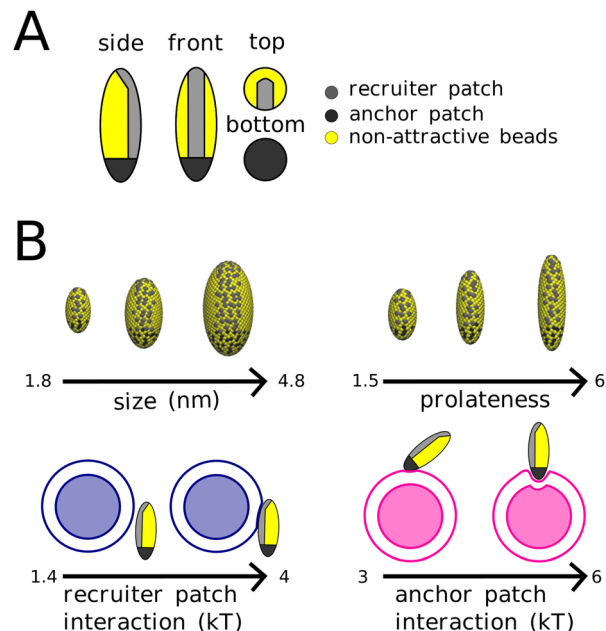 A
side front top
bottom
recruiter patch
anchor patch
non-attractive beads
B
1.8 4.8
size (nm)
1.5 6
prolateness
1.4 4
recruiter patch
interaction (kT)
3 6
anchor patch
interaction (kT)